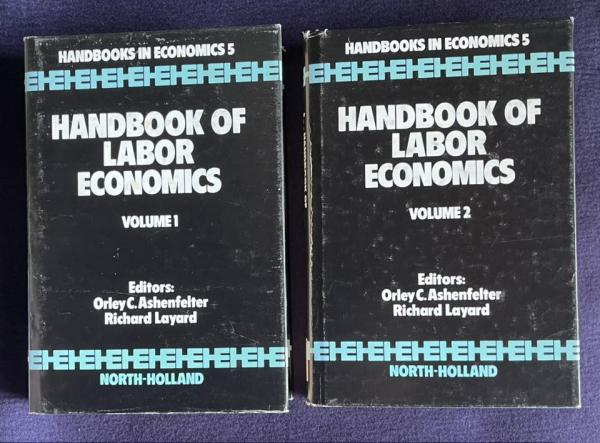 HANDBOOKS IN ECONOMICS 5
HANDBOOK OF
LABOR
ECONOMICS
VOLUME 1
Editors:
Orley C. Ashenfelter
Richard Layard
NORTH-HOLLAND
HANDBOOKS IN ECONOMICS 5
HANDBOOK OF
LABOR
ECONOMICS
VOLUME 2
Editors:
Orley C. Ashenfelter
Richard Layard
NORTH-HOLLAND